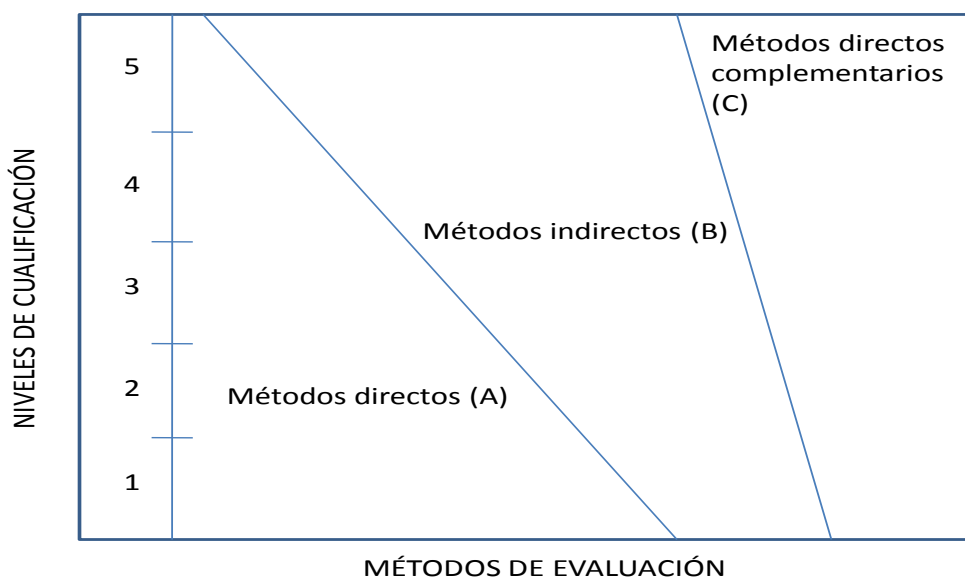 Métodos directos
complementarios
(C)
5
4
Métodos indirectos (B)
3
2
Métodos directos (A)
1
NIVELES DE CUALIFICACIÓN
MÉTODOS DE EVALUACIÓN